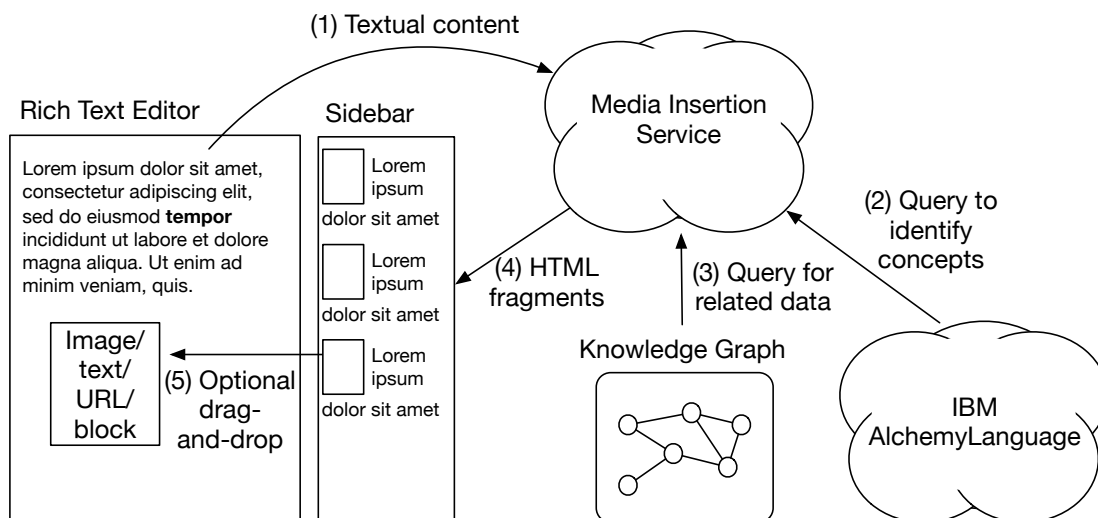 (1) Textual content
Media Insertion
Service
Rich Text Editor
Lorem ipsum dolor sit amet,
consectetur adipiscing elit,
sed do eiusmod tempor
incididunt ut labore et dolore
magna aliqua. Ut enim ad
minim veniam, quis.
Image/
text/
URL/
block
Sidebar
Lorem
ipsum
dolor sit amet
Lorem
ipsum
dolor sit amet
Lorem
ipsum
dolor sit amet
(2) Query to
identify
concepts
(3) Query for
related data
(4) HTML
fragments
(5) Optional
drag-
and-drop
Knowledge Graph
IBM
AlchemyLanguage